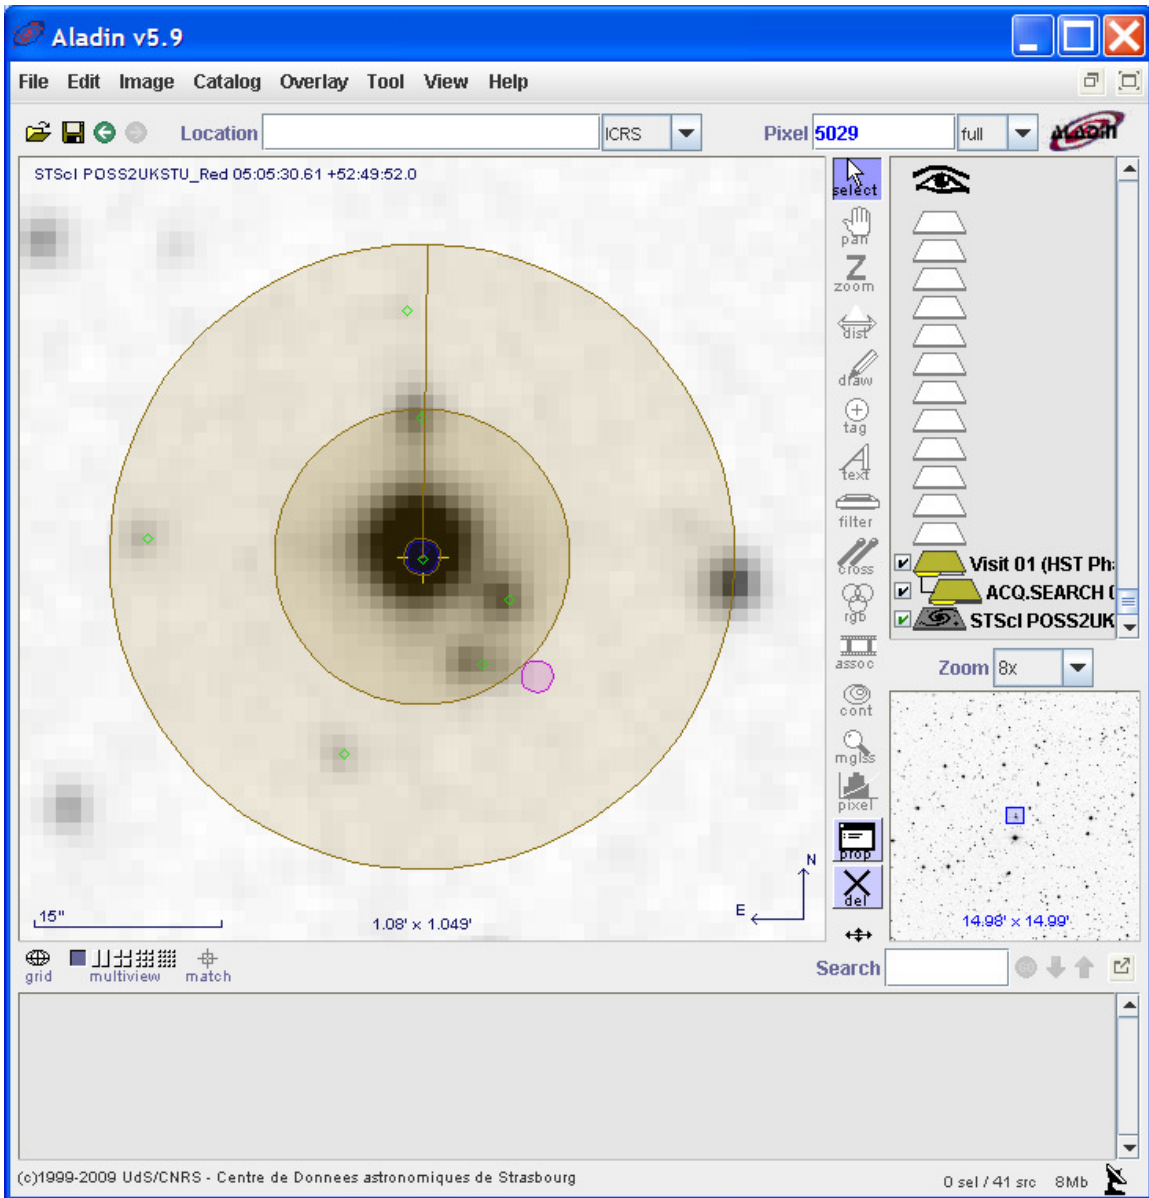 Aladin v5.9
File Edit Image Catalog Overlay Tool View Help
Location ICRS Pixel 5029 full ALADIN
STScI POSS2UKSTU_Red 05:05:30.61 +52:49:52.0
select
pan
zoom
dist
draw
tag
text
filter
cross
rgb
assoc
cont
mglss
pixel
prop
del
Visit 01 (HST Ph
ACQ.SEARCH (
STScI POSS2UK
Zoom 8x
14.98' x 14.99'
N
E
15"
1.08' x 1.049'
grid multiview match Search GO
(c)1999-2009 UdS/CNRS - Centre de Donnees astronomiques de Strasbourg 0 sel / 41 src 8Mb